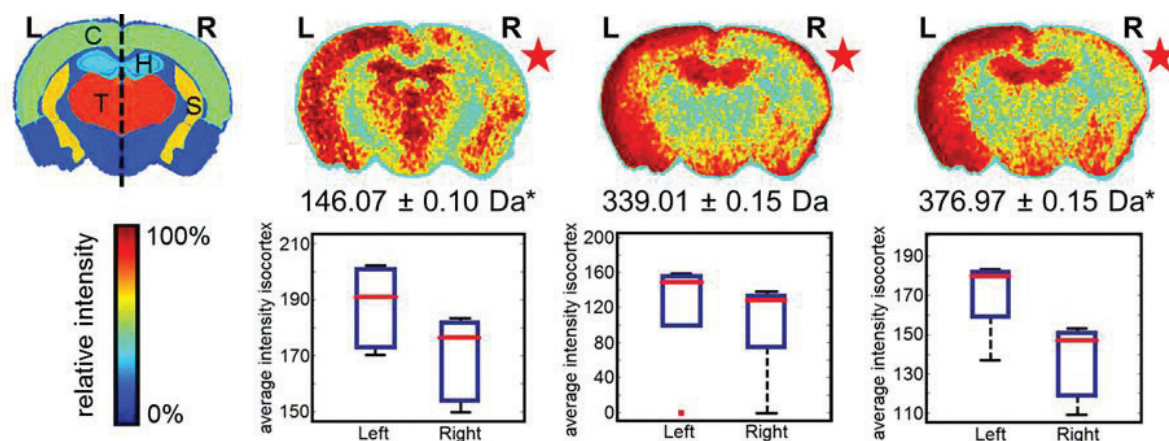 L R
C
H
T S
100%
0%
relative intensity
L R
146.07 ± 0.10 Da*
average intensity isocortex
210
190
170
150
Left Right
L R
339.01 ± 0.15 Da
average intensity isocortex
200
160
120
80
40
0
Left Right
L R
376.97 ± 0.15 Da*
average intensity isocortex
190
170
150
130
110
Left Right